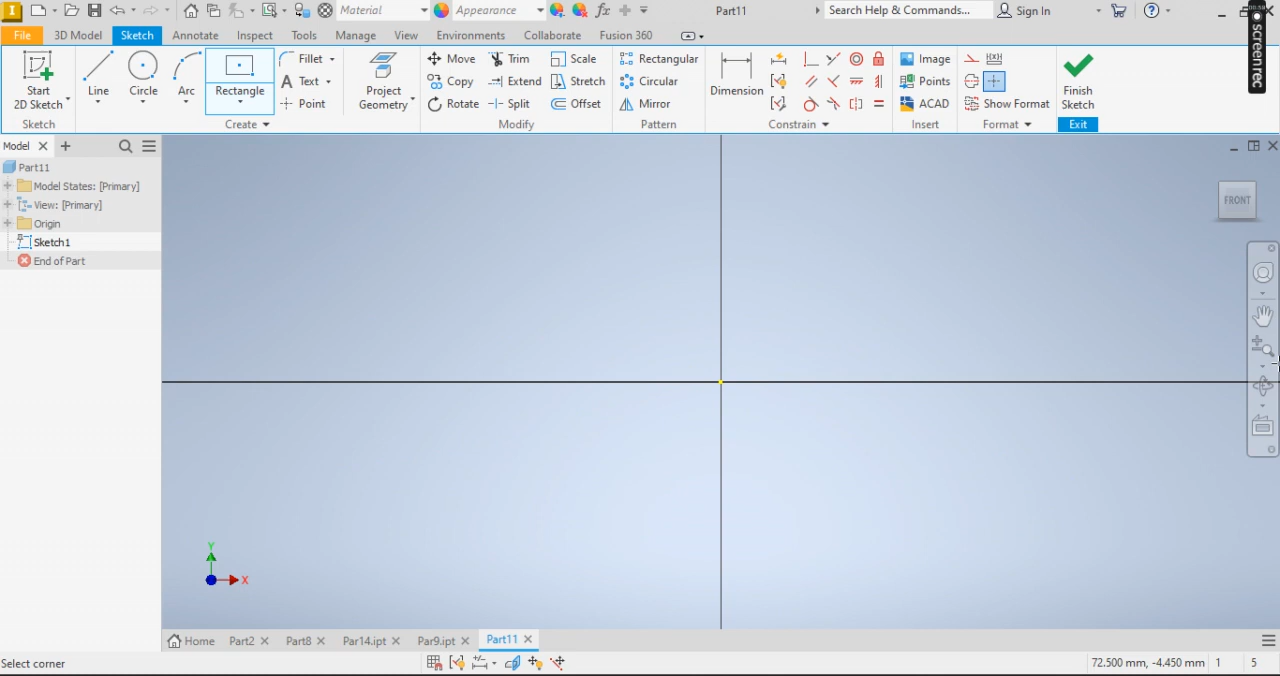 I Material Appearance fx Part11 Search Help & Commands... Sign In
File 3D Model Sketch Annotate Inspect Tools Manage View Environments Collaborate Fusion 360
Start
2D Sketch
Line
Circle
Arc
Rectangle
Fillet
Text
Point
Project
Geometry
Move Trim Scale
Copy Extend Stretch
Rotate Split Offset
Rectangular
Circular
Mirror
Dimension
Image
Points
ACAD
Show Format
Finish
Sketch
Sketch Create Modify Pattern Constrain Insert Format Exit
screenrec
Model
Part11
Model States: [Primary]
View: [Primary]
Origin
Sketch1
End of Part
FRONT
Y
X
Home Part2 Part8 Par14.ipt Par9.ipt Part11
Select corner 72.500 mm, -4.450 mm 1 5